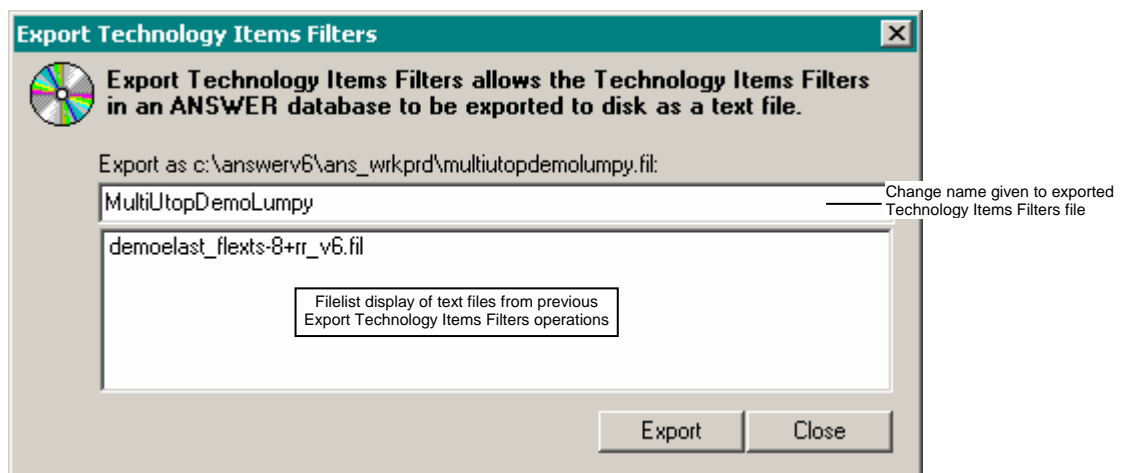 Export Technology Items Filters
Export Technology Items Filters allows the Technology Items Filters
in an ANSWER database to be exported to disk as a text file.
Export as c:\answerv6\ans_wrkprd\multiutopdemolumpy.fil:
MultiUtopDemoLumpy
Change name given to exported
Technology Items Filters file
demoelast_flexts-8+rr_v6.fil
Filelist display of text files from previous
Export Technology Items Filters operations
Export
Close